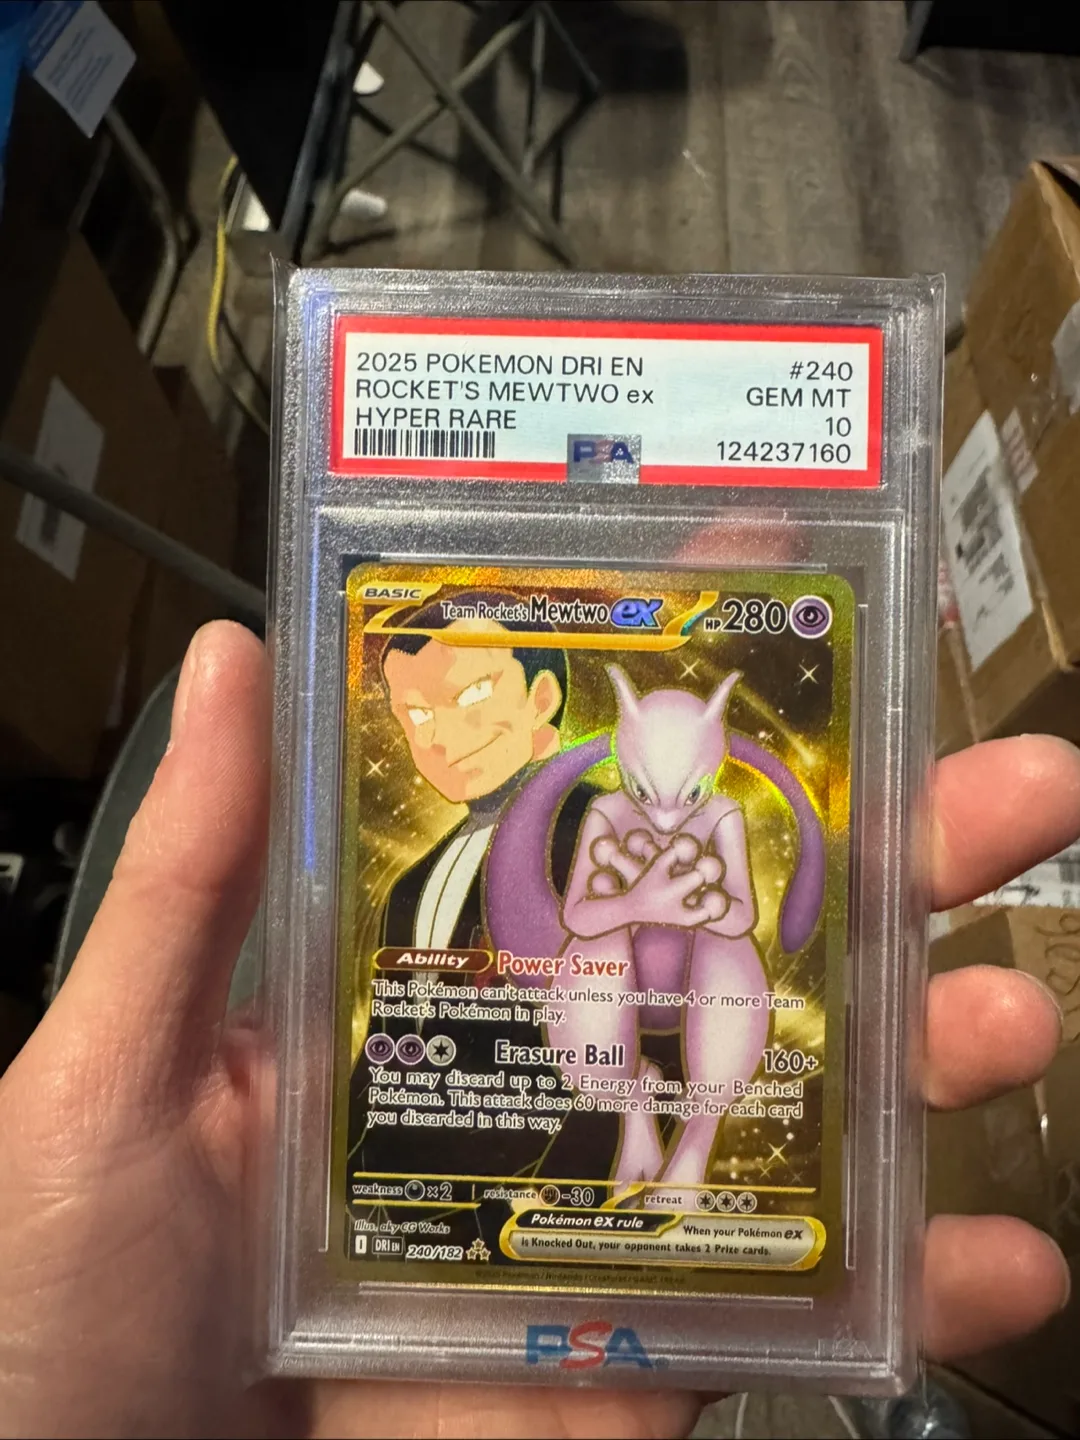 2025 POKEMON DRI EN
#240
ROCKET'S MEWTWO ex
GEM MT
HYPER RARE
10
PSA
124237160
BASIC
Team Rocket's Mewtwo ex
HP 280
Ability Power Saver
This Pokémon can't attack unless you have 4 or more Team
Rocket's Pokémon in play.
Erasure Ball 160+
You may discard up to 2 Energy from your Benched
Pokémon. This attack does 60 more damage for each card
you discarded in this way.
weakness ×2 resistance -30 retreat
Illus. aky CG Works
Pokémon ex rule
When your Pokémon ex
is Knocked Out, your opponent takes 2 Prize cards.
I DRI EN 240/182
PSA